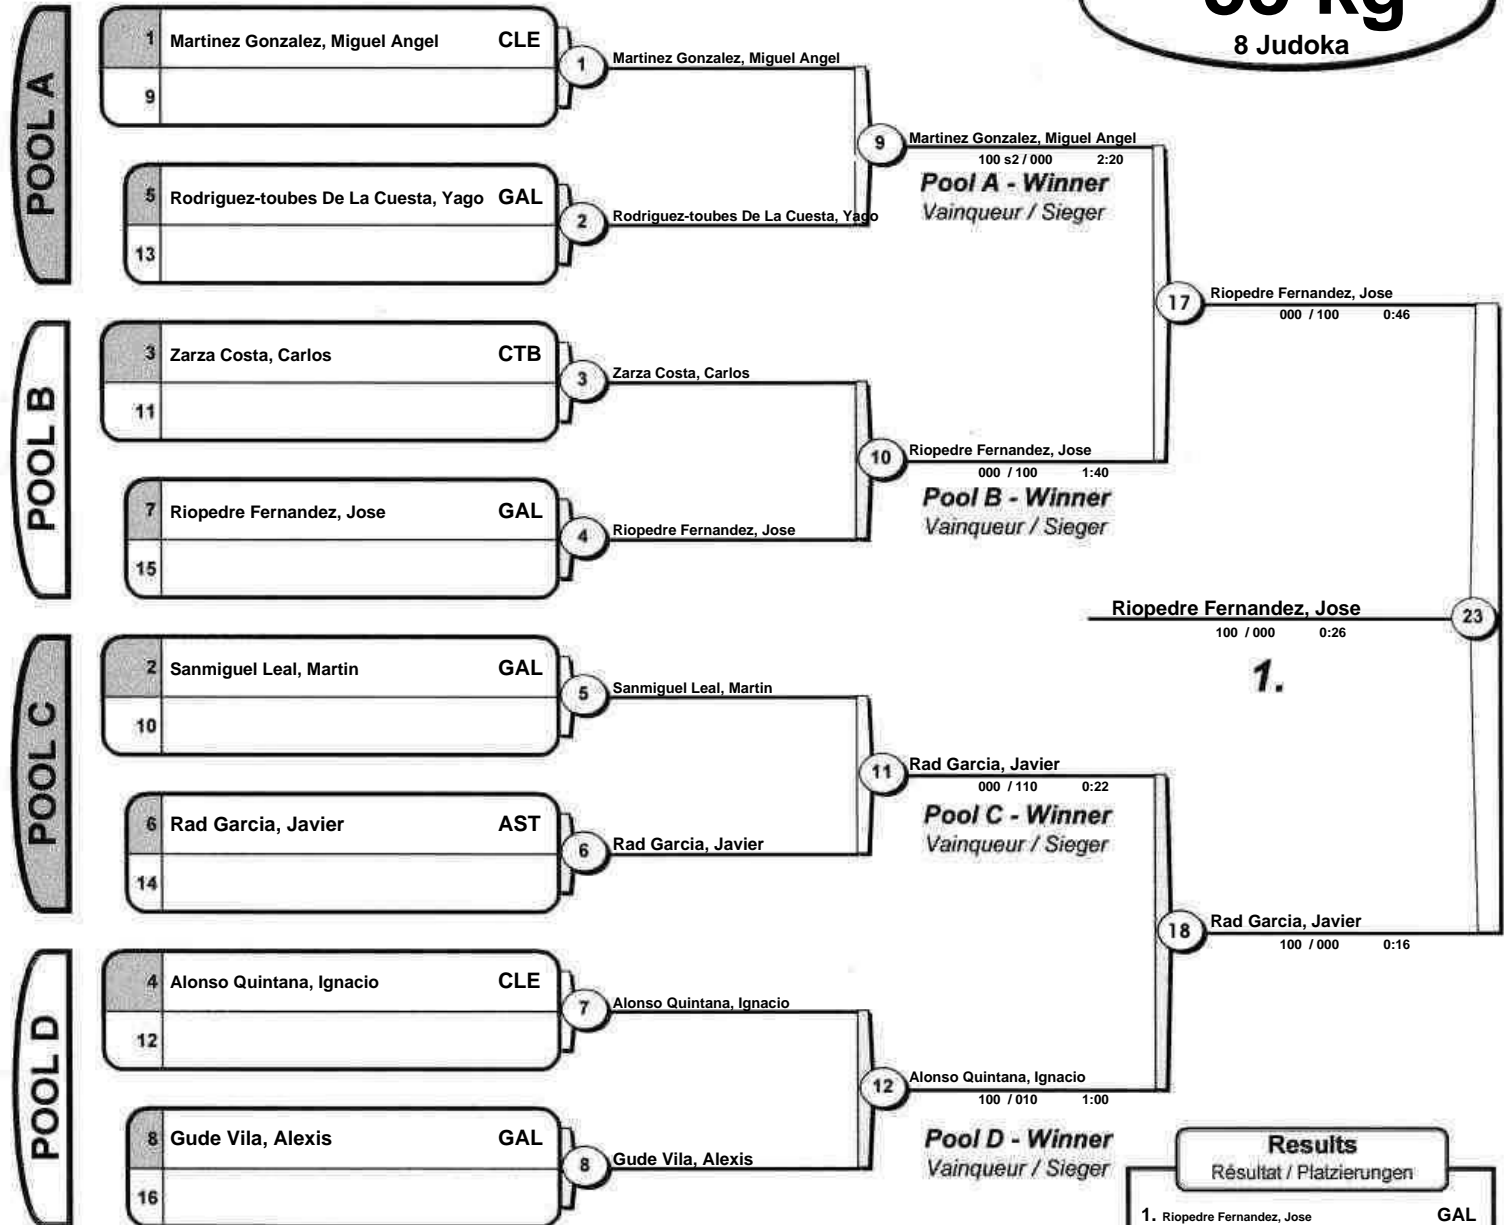 8 Judoka
POOL A
1 Martinez Gonzalez, Miguel Angel CLE
9
1
Martinez Gonzalez, Miguel Angel
5 Rodriguez-toubes De La Cuesta, Yago GAL
13
2
Rodriguez-toubes De La Cuesta, Yago
9
Martinez Gonzalez, Miguel Angel
100 s2 / 000 2:20
Pool A - Winner
Vainqueur / Sieger
POOL B
3 Zarza Costa, Carlos CTB
11
3
Zarza Costa, Carlos
7 Riopedre Fernandez, Jose GAL
15
4
Riopedre Fernandez, Jose
10
Riopedre Fernandez, Jose
000 / 100 1:40
Pool B - Winner
Vainqueur / Sieger
17
Riopedre Fernandez, Jose
000 / 100 0:46
Riopedre Fernandez, Jose
23
100 / 000 0:26
1.
POOL C
2 Sanmiguel Leal, Martin GAL
10
5
Sanmiguel Leal, Martin
6 Rad Garcia, Javier AST
14
6
Rad Garcia, Javier
11
Rad Garcia, Javier
000 / 110 0:22
Pool C - Winner
Vainqueur / Sieger
18
Rad Garcia, Javier
100 / 000 0:16
POOL D
4 Alonso Quintana, Ignacio CLE
12
7
Alonso Quintana, Ignacio
8 Gude Vila, Alexis GAL
16
8
Gude Vila, Alexis
12
Alonso Quintana, Ignacio
100 / 010 1:00
Pool D - Winner
Vainqueur / Sieger
Results
Résultat / Platzierungen
1. Riopedre Fernandez, Jose GAL